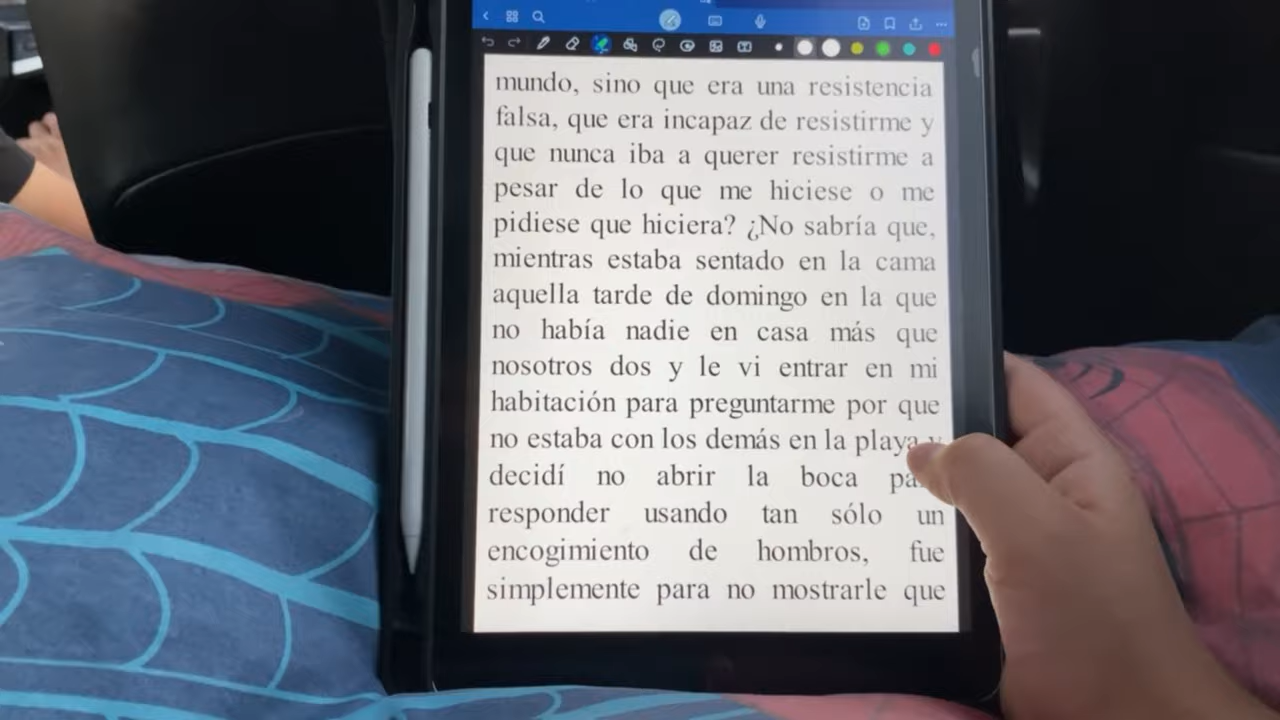 mundo, sino que era una resistencia
falsa, que era incapaz de resistirme y
que nunca iba a querer resistirme a
pesar de lo que me hiciese o me
pidiese que hiciera? ¿No sabría que,
mientras estaba sentado en la cama
aquella tarde de domingo en la que
no había nadie en casa más que
nosotros dos y le vi entrar en mi
habitación para preguntarme por que
no estaba con los demás en la playa y
decidí no abrir la boca
responder usando tan sólo un
encogimiento de hombros, fue
simplemente para no mostrarle que